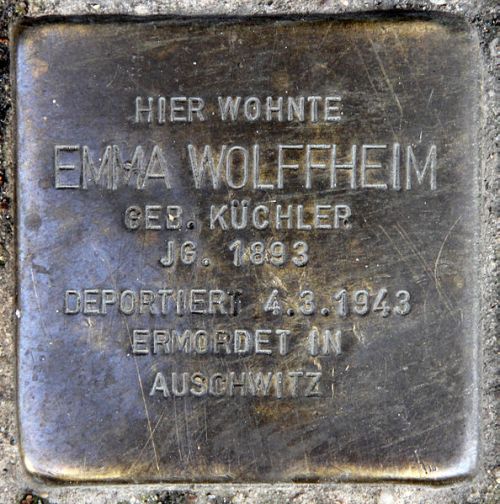 HIER WOHNTE
EMMA WOLFFHEIM
GEB. KÜCHLER
JG. 1893
DEPORTIERT 4.3.1943
ERMORDET IN
AUSCHWITZ